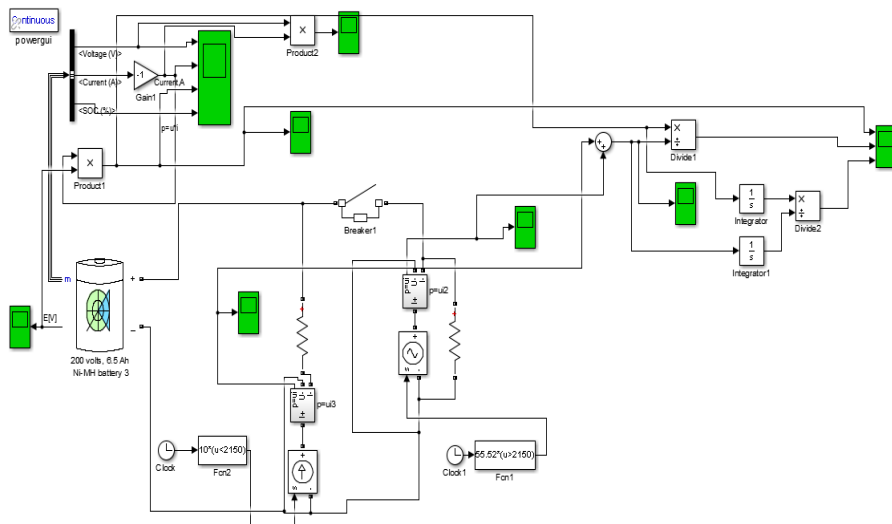 Continuous
powergui
<Voltage (V)>
<Current (A)>
<SOC (%)>
-1
Gain1
Current,A
p=u*i
×
Product2
×
Product1
Breaker1
+
+
×
÷
Divide1
1
s
Integrator
1
s
Integrator1
×
÷
Divide2
m
+
_
E[V]
200 volts, 6.5 Ah
Ni-MH battery 3
p=ui2
p=ui3
+
s
-
+
s
-
Clock
10*(u<2150)
Fcn2
Clock1
55.52*(u>2150)
Fcn1